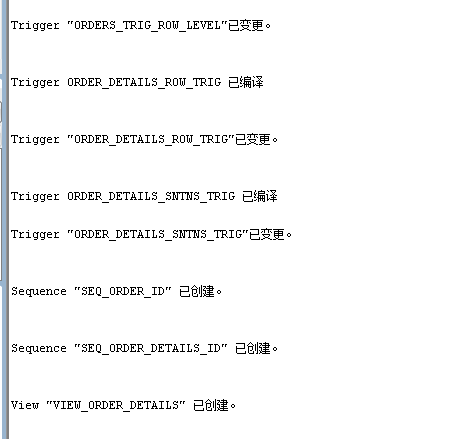 Trigger "ORDERS_TRIG_ROW_LEVEL"已变更。
Trigger ORDER_DETAILS_ROW_TRIG 已编译
Trigger "ORDER_DETAILS_ROW_TRIG"已变更。
Trigger ORDER_DETAILS_SNTNS_TRIG 已编译
Trigger "ORDER_DETAILS_SNTNS_TRIG"已变更。
Sequence "SEQ_ORDER_ID" 已创建。
Sequence "SEQ_ORDER_DETAILS_ID" 已创建。
View "VIEW_ORDER_DETAILS" 已创建。